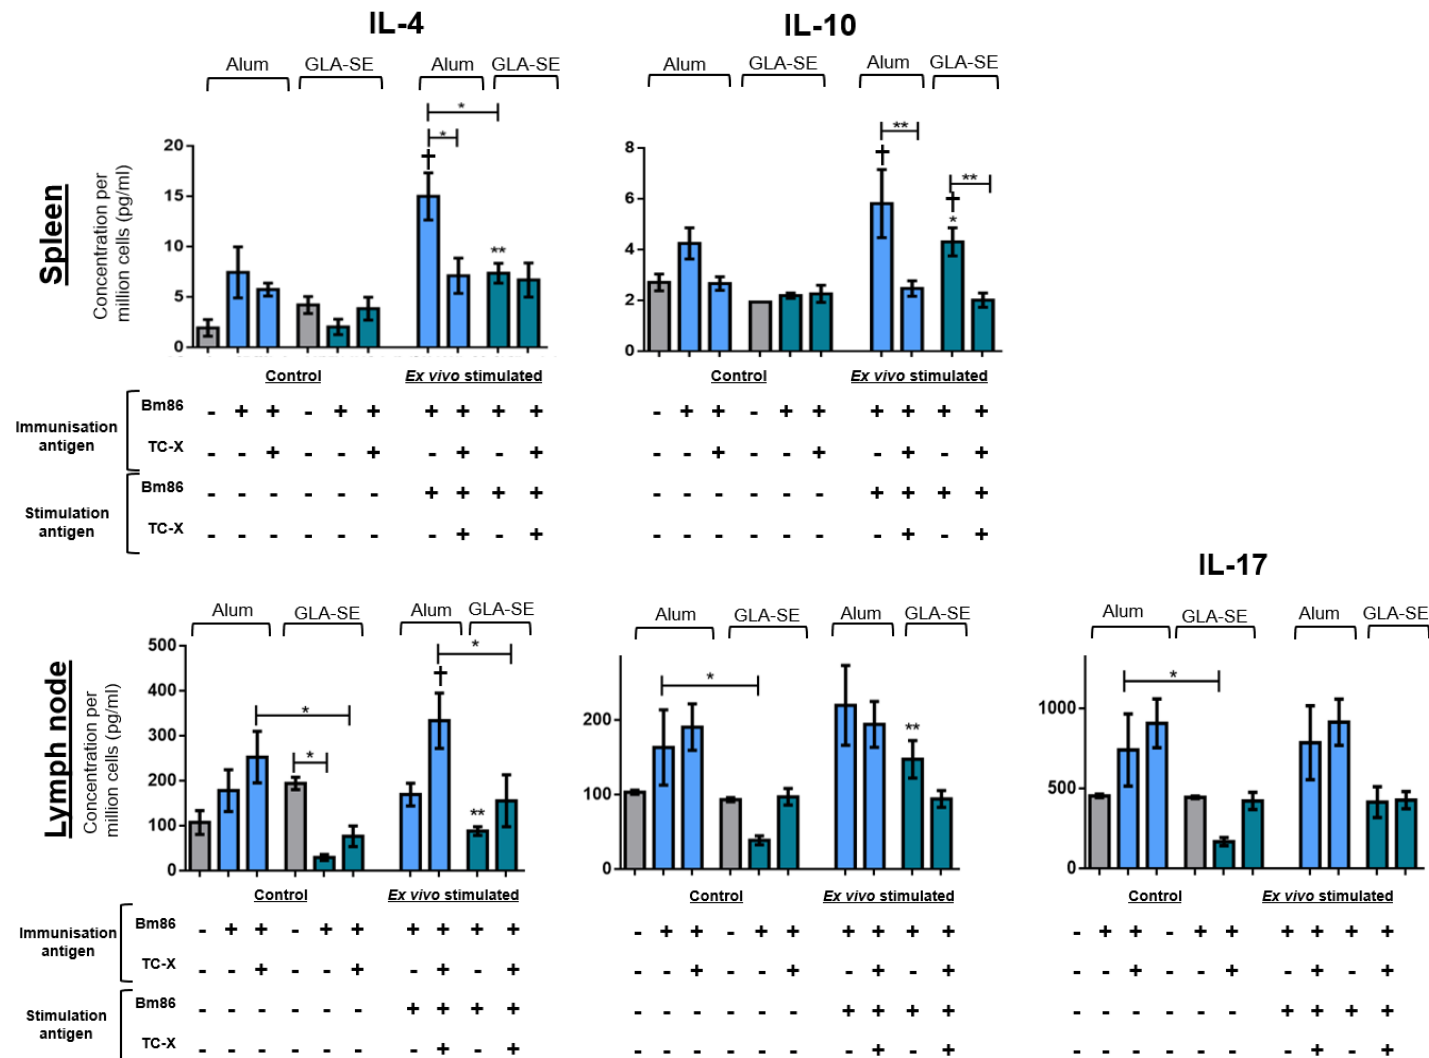 IL-4
IL-10
Alum GLA-SE Alum GLA-SE
Alum GLA-SE Alum GLA-SE
Spleen
Concentration per
million cells (pg/ml)
20
15
10
5
0
* * † **
8
6
4
2
0
** † ** † *
Control Ex vivo stimulated
Control Ex vivo stimulated
Immunisation
antigen
Bm86 - + + - + + + + + +
- + + - + + + + + +
TC-X - - + - - + - + - +
- - + - - + - + - +
Stimulation
antigen
Bm86 - - - - - - + + + +
- - - - - - + + + +
TC-X - - - - - - - + - +
- - - - - - - + - +
IL-17
Alum GLA-SE Alum GLA-SE
Alum GLA-SE Alum GLA-SE
Alum GLA-SE Alum GLA-SE
Lymph node
Concentration per
million cells (pg/ml)
500
400
300
200
100
0
* * * † **
200
100
0
* **
1000
500
0
*
Control Ex vivo stimulated
Control Ex vivo stimulated
Control Ex vivo stimulated
Immunisation
antigen
Bm86 - + + - + + + + + +
- + + - + + + + + +
- + + - + + + + + +
TC-X - - + - - + - + - +
- - + - - + - + - +
- - + - - + - + - +
Stimulation
antigen
Bm86 - - - - - - + + + +
- - - - - - + + + +
- - - - - - + + + +
TC-X - - - - - - - + - +
- - - - - - - + - +
- - - - - - - + - +